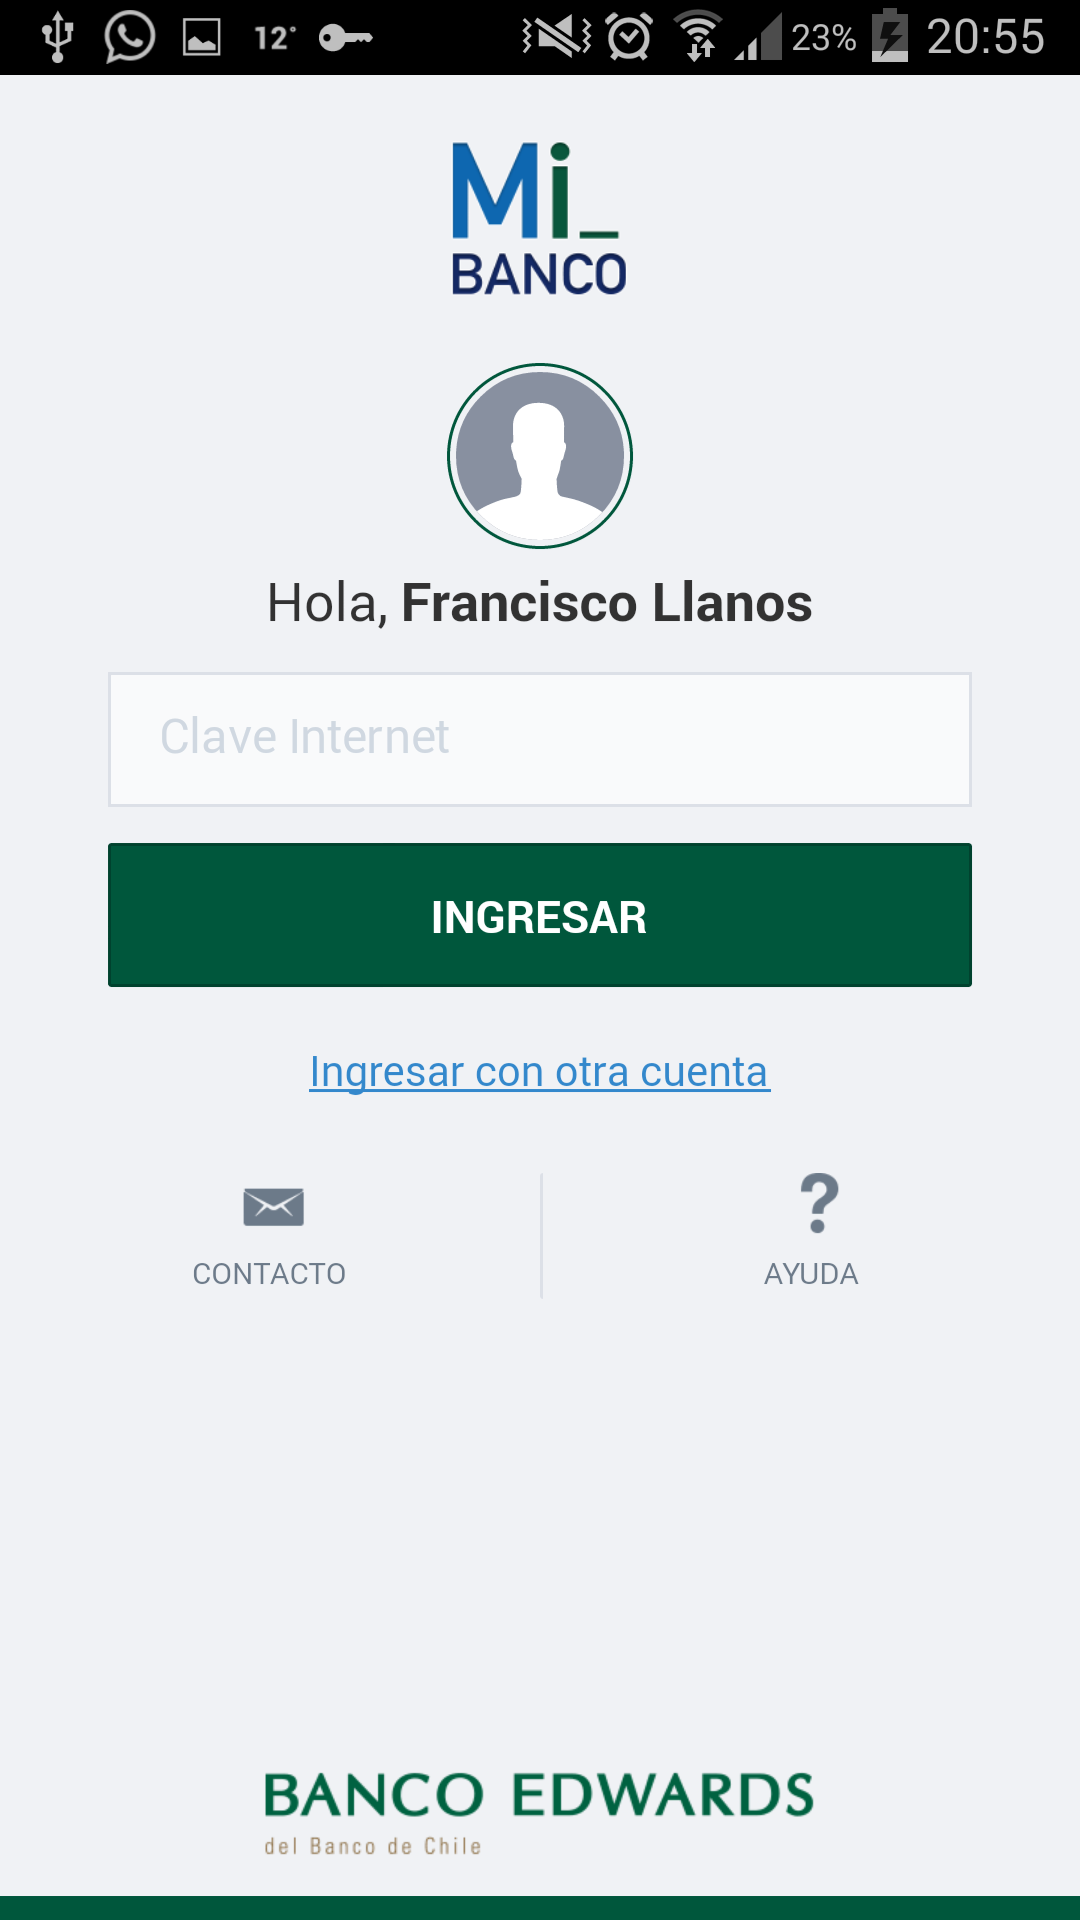 12° 23% 20:55
Mi_
BANCO
Hola, Francisco Llanos
Clave Internet
INGRESAR
Ingresar con otra cuenta
CONTACTO AYUDA
BANCO EDWARDS
del Banco de Chile